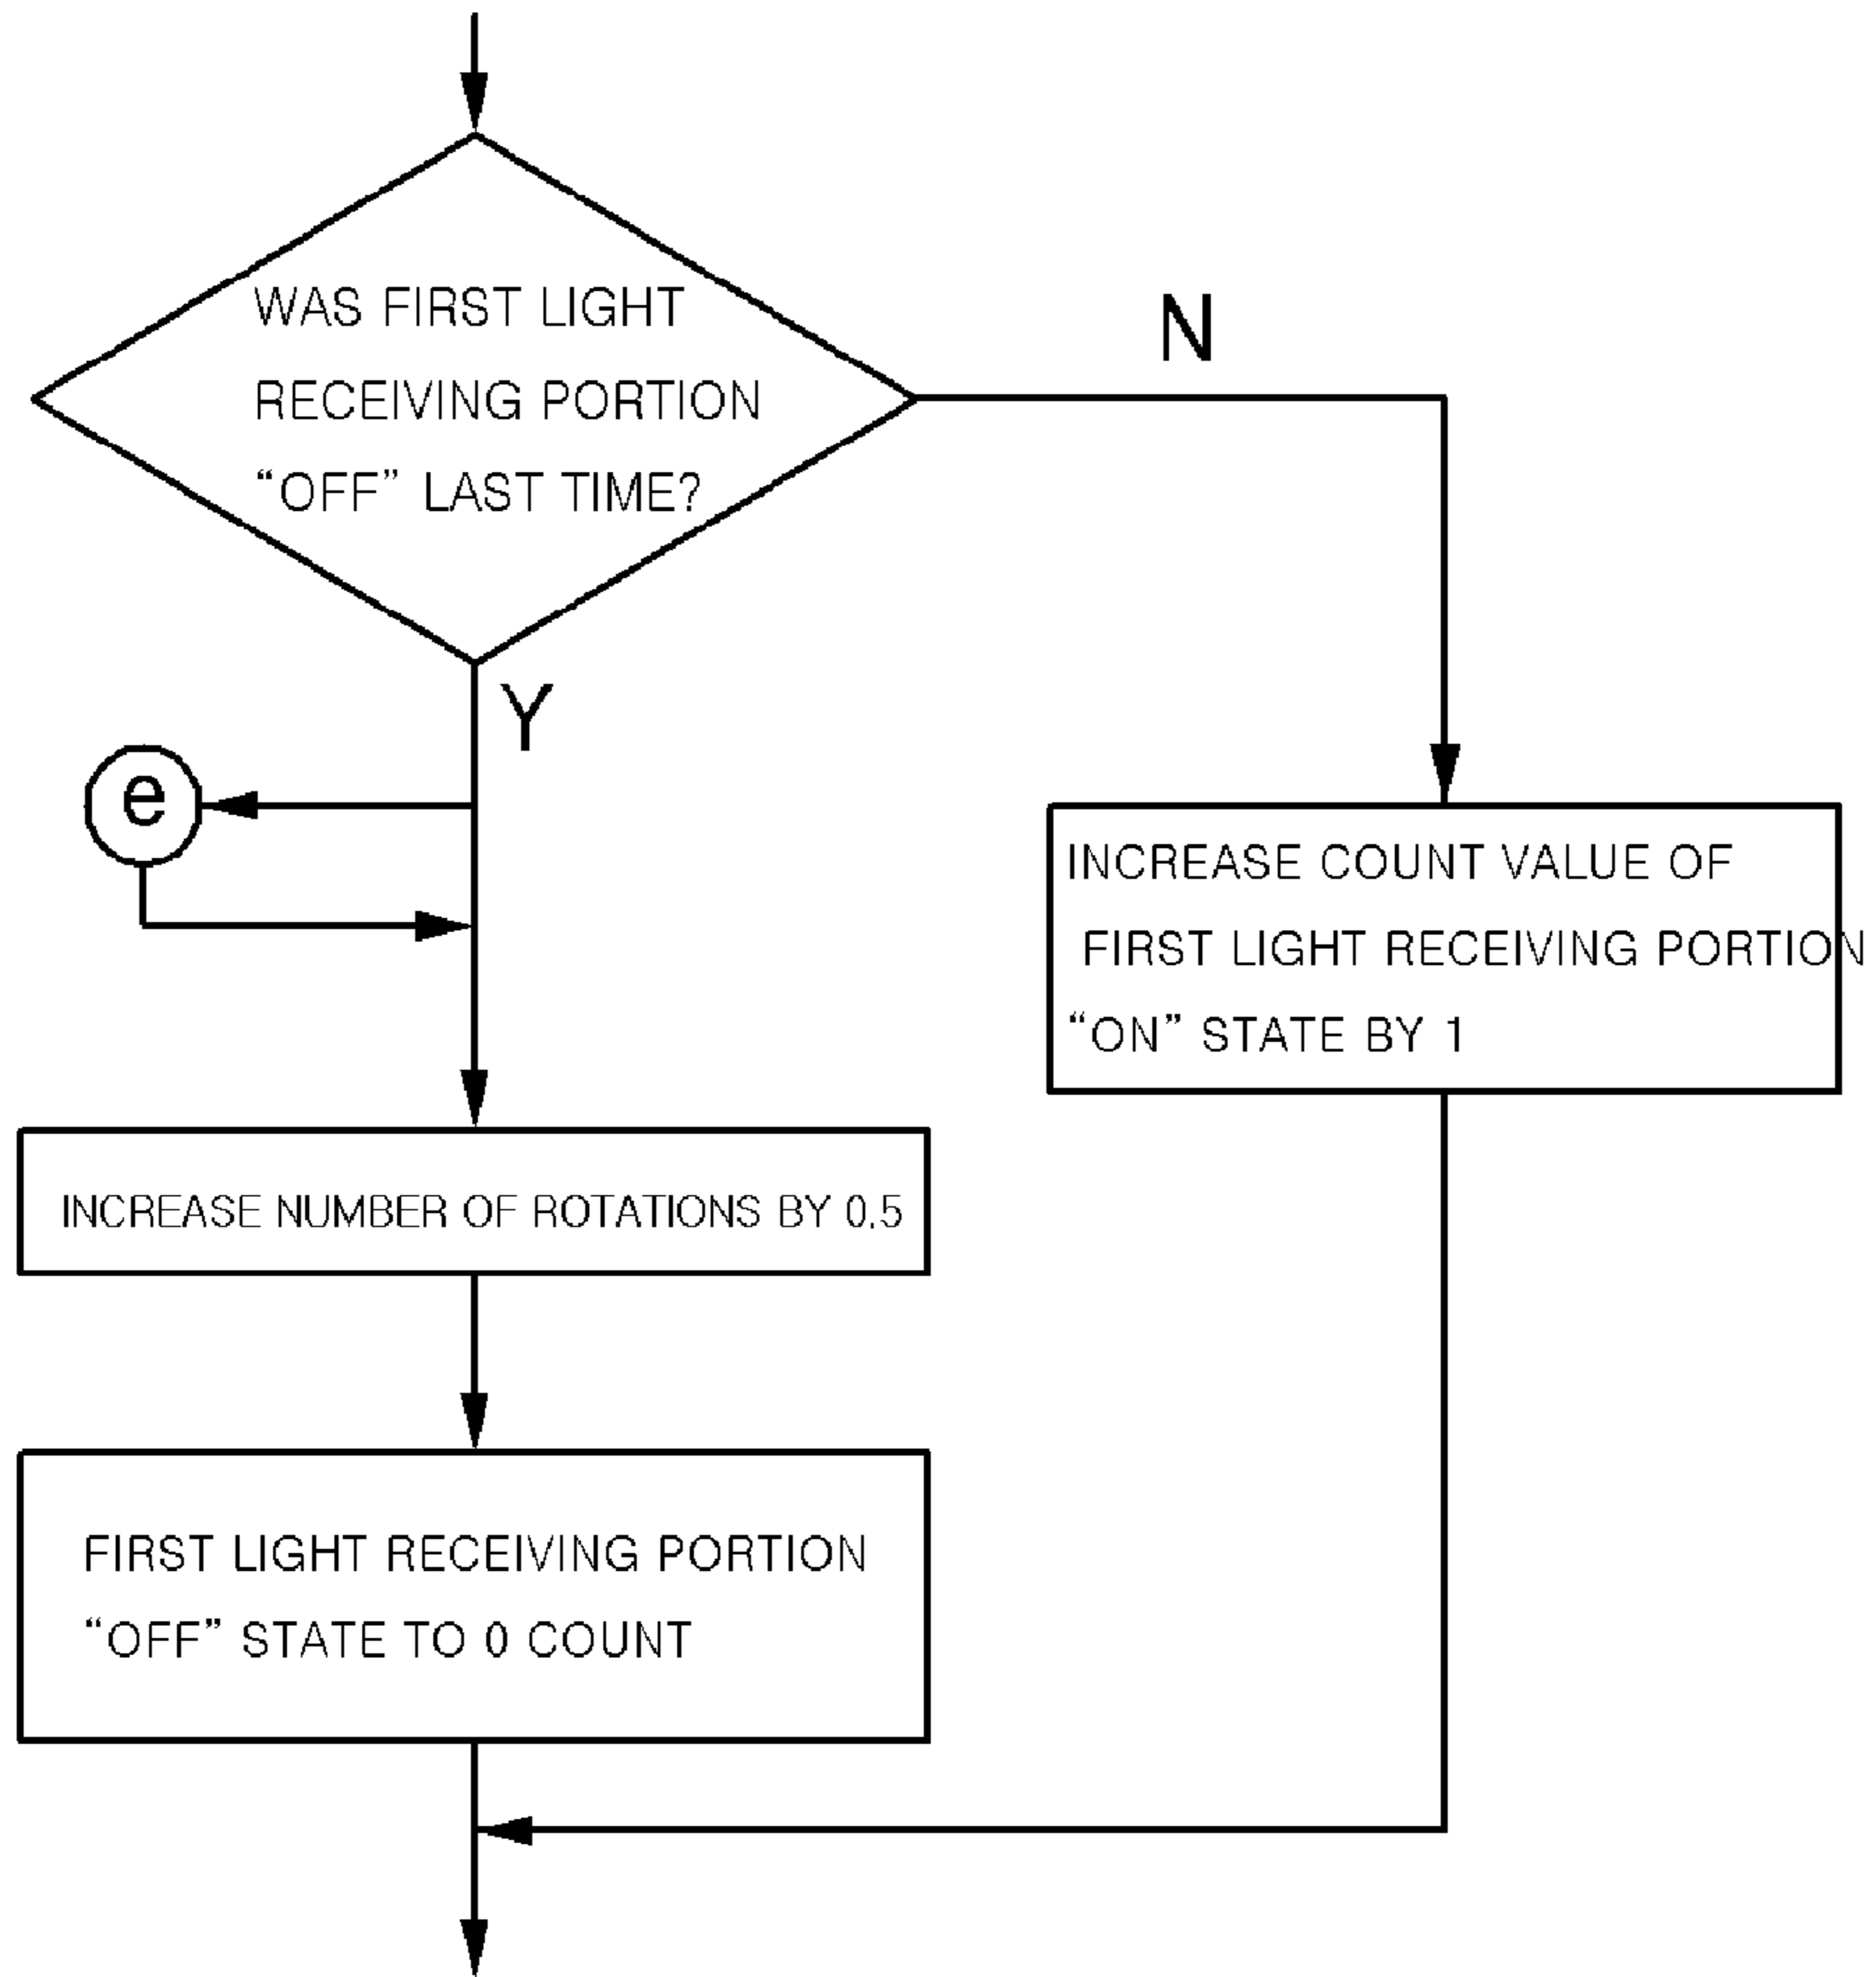 WAS FIRST LIGHT
RECEIVING PORTION
“OFF” LAST TIME?
N
Y
e
INCREASE COUNT VALUE OF
FIRST LIGHT RECEIVING PORTION
“ON” STATE BY 1
INCREASE NUMBER OF ROTATIONS BY 0.5
FIRST LIGHT RECEIVING PORTION
“OFF” STATE TO 0 COUNT